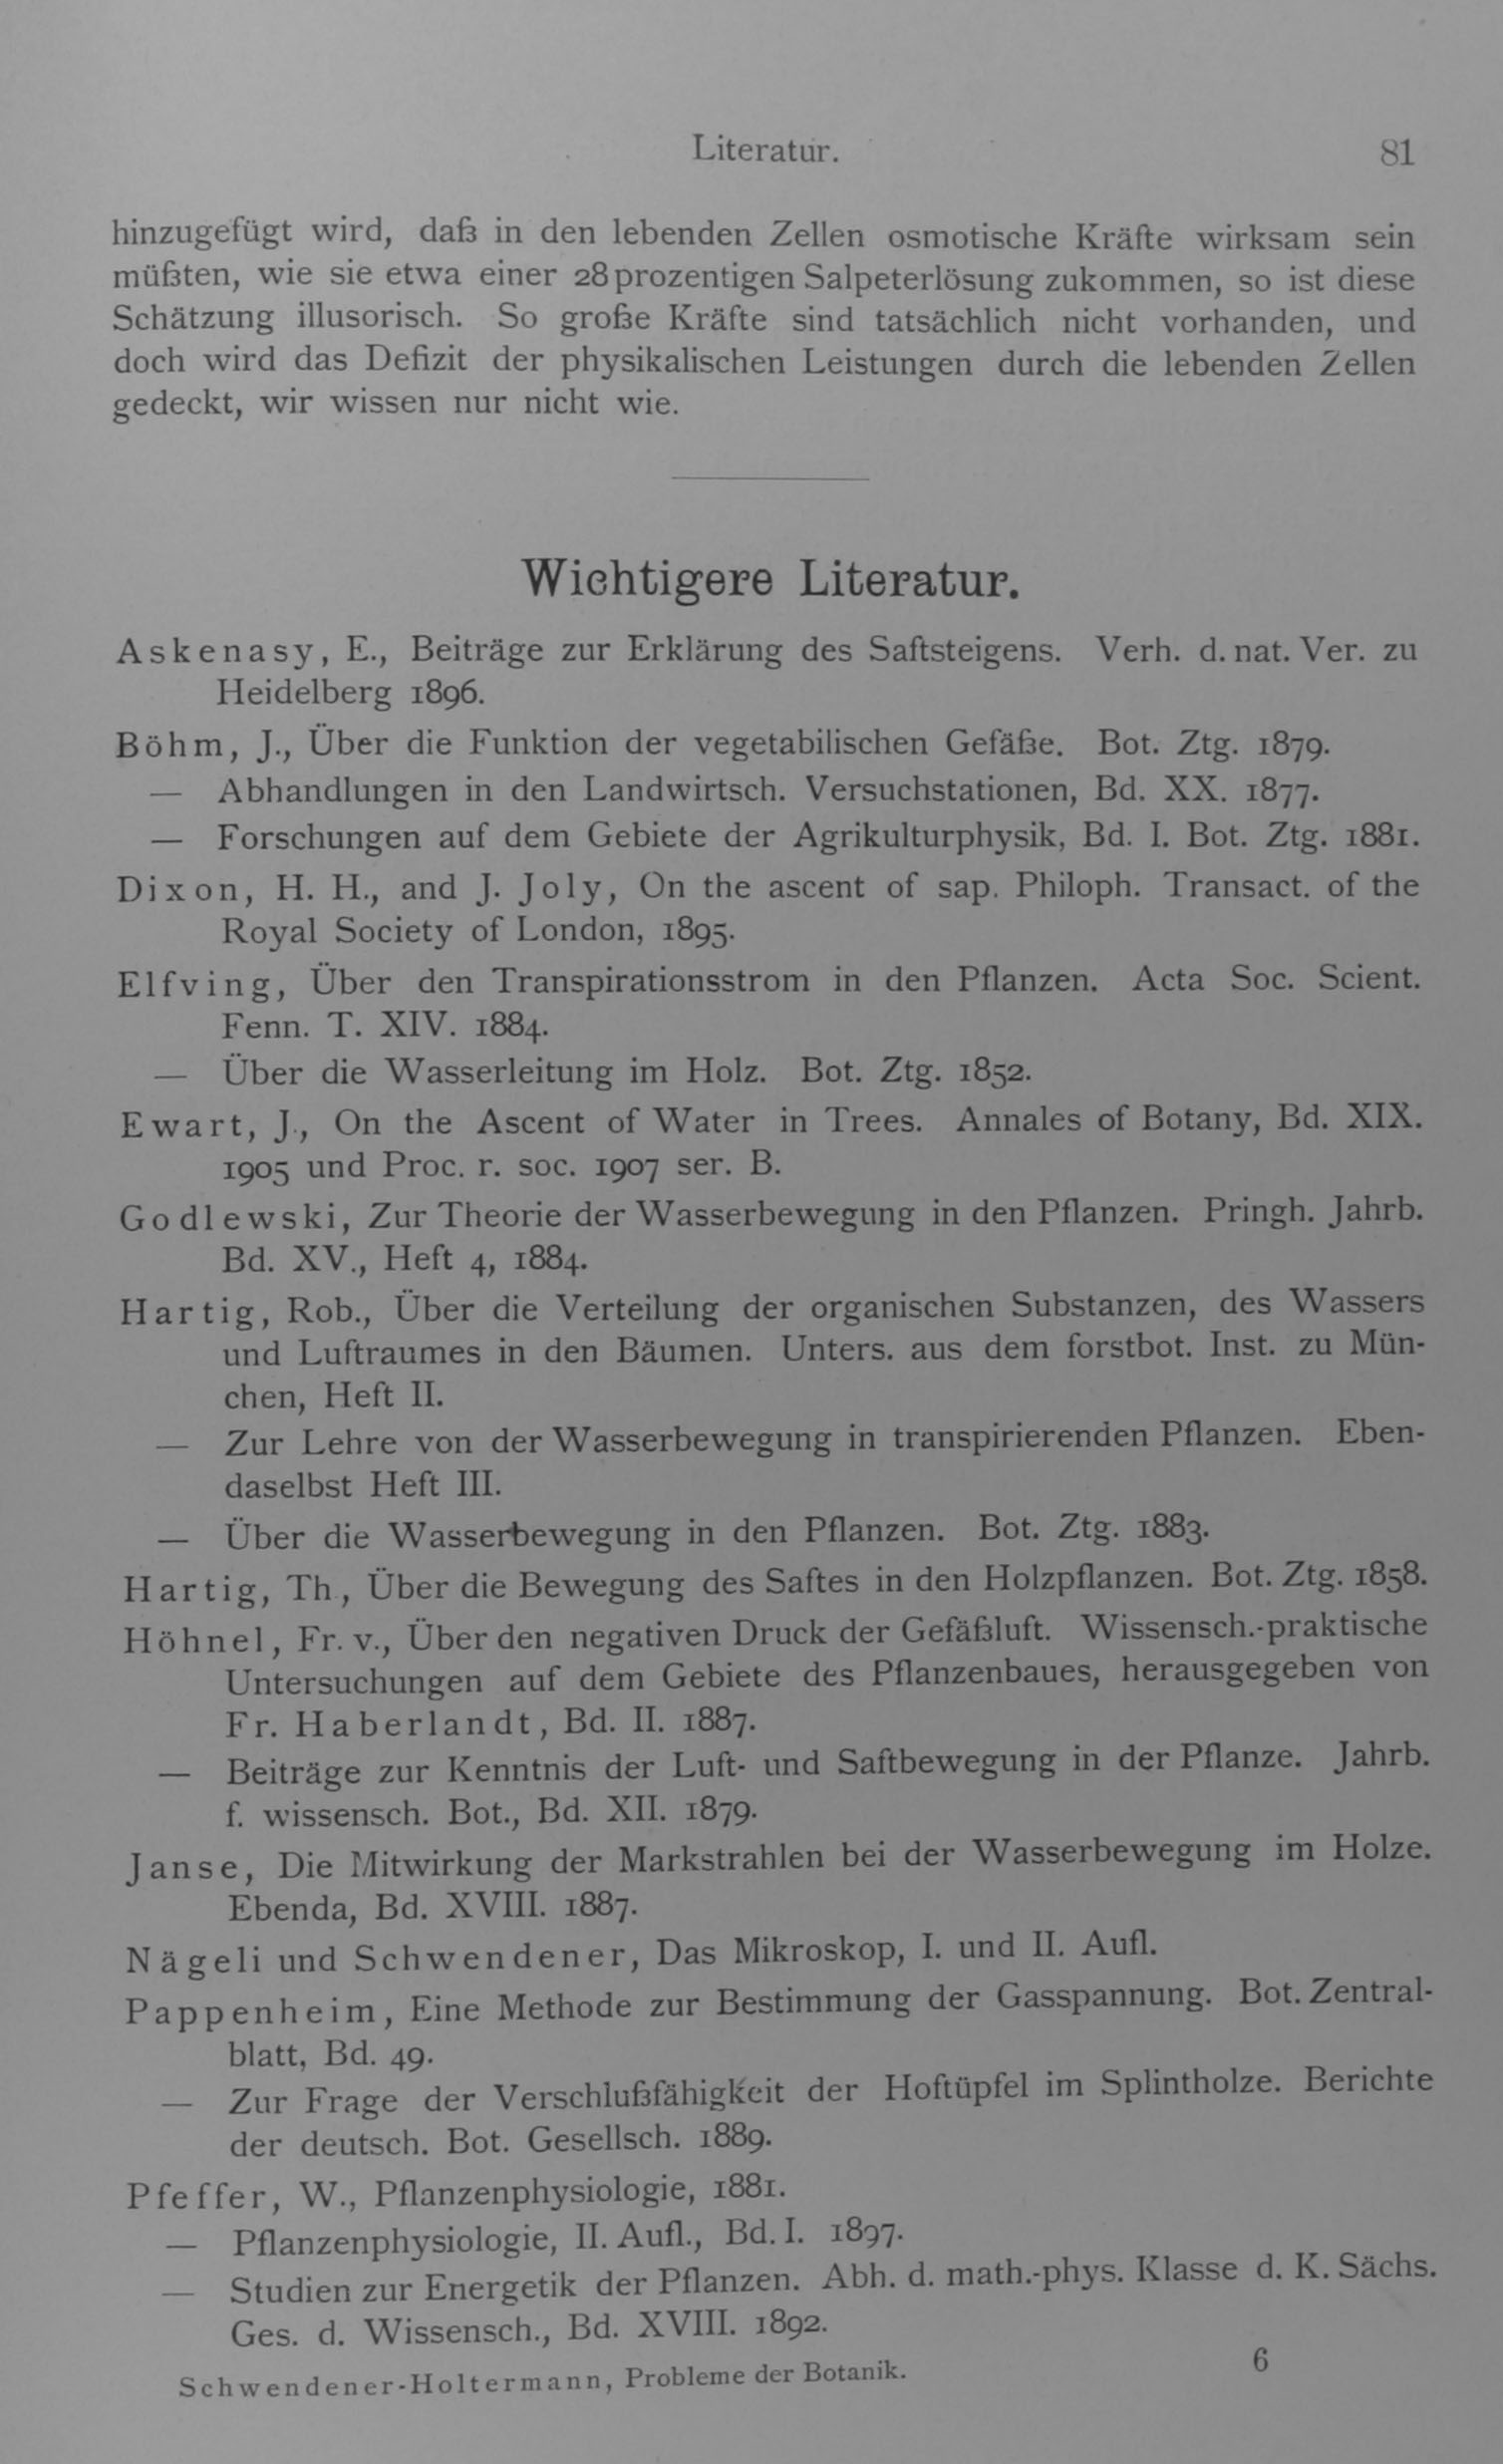 Literatur. 81
hinzugefügt wird, daß in den lebenden Zellen osmotische Kräfte wirksam sein
müßten, wie sie etwa einer 28prozentigen Salpeterlösung zukommen, so ist diese
Schätzung illusorisch. So große Kräfte sind tatsächlich nicht vorhanden, und
doch wird das Defizit der physikalischen Leistungen durch die lebenden Zellen
gedeckt, wir wissen nur nicht wie.
Wichtigere Literatur.
Askenasy, E., Beiträge zur Erklärung des Saftsteigens. Verh. d. nat. Ver. zu
Heidelberg 1896.
Böhm, J., Über die Funktion der vegetabilischen Gefäße. Bot. Ztg. 1879.
— Abhandlungen in den Landwirtsch. Versuchstationen, Bd. XX. 1877.
— Forschungen auf dem Gebiete der Agrikulturphysik, Bd. I. Bot. Ztg. 1881.
Dixon, H. H., and J. Joly, On the ascent of sap. Philoph. Transact. of the
Royal Society of London, 1895.
Elfving, Über den Transpirationsstrom in den Pflanzen. Acta Soc. Scient.
Fenn. T. XIV. 1884.
— Über die Wasserleitung im Holz. Bot. Ztg. 1852.
Ewart, J., On the Ascent of Water in Trees. Annales of Botany, Bd. XIX.
1905 und Proc. r. soc. 1907 ser. B.
Godlewski, Zur Theorie der Wasserbewegung in den Pflanzen. Pringh. Jahrb.
Bd. XV., Heft 4, 1884.
Hartig, Rob., Über die Verteilung der organischen Substanzen, des Wassers
und Luftraumes in den Bäumen. Unters. aus dem forstbot. Inst. zu Mün-
chen, Heft II.
— Zur Lehre von der Wasserbewegung in transpirierenden Pflanzen. Eben-
daselbst Heft III.
— Über die Wasserbewegung in den Pflanzen. Bot. Ztg. 1883.
Hartig, Th., Über die Bewegung des Saftes in den Holzpflanzen. Bot. Ztg. 1858.
Höhnel, Fr. v., Über den negativen Druck der Gefäßluft. Wissensch.-praktische
Untersuchungen auf dem Gebiete des Pflanzenbaues, herausgegeben von
Fr. Haberlandt, Bd. II. 1887.
— Beiträge zur Kenntnis der Luft- und Saftbewegung in der Pflanze. Jahrb.
f. wissensch. Bot., Bd. XII. 1879.
Janse, Die Mitwirkung der Markstrahlen bei der Wasserbewegung im Holze.
Ebenda, Bd. XVIII. 1887.
Nägeli und Schwendener, Das Mikroskop, I. und II. Aufl.
Pappenheim, Eine Methode zur Bestimmung der Gasspannung. Bot. Zentral-
blatt, Bd. 49.
— Zur Frage der Verschlußfähigkeit der Hoftüpfel im Splintholze. Berichte
der deutsch. Bot. Gesellsch. 1889.
Pfeffer, W., Pflanzenphysiologie, 1881.
— Pflanzenphysiologie, II. Aufl., Bd. I. 1897.
— Studien zur Energetik der Pflanzen. Abh. d. math.-phys. Klasse d. K. Sächs.
Ges. d. Wissensch., Bd. XVIII. 1892.
Schwendener-Holtermann, Probleme der Botanik. 6